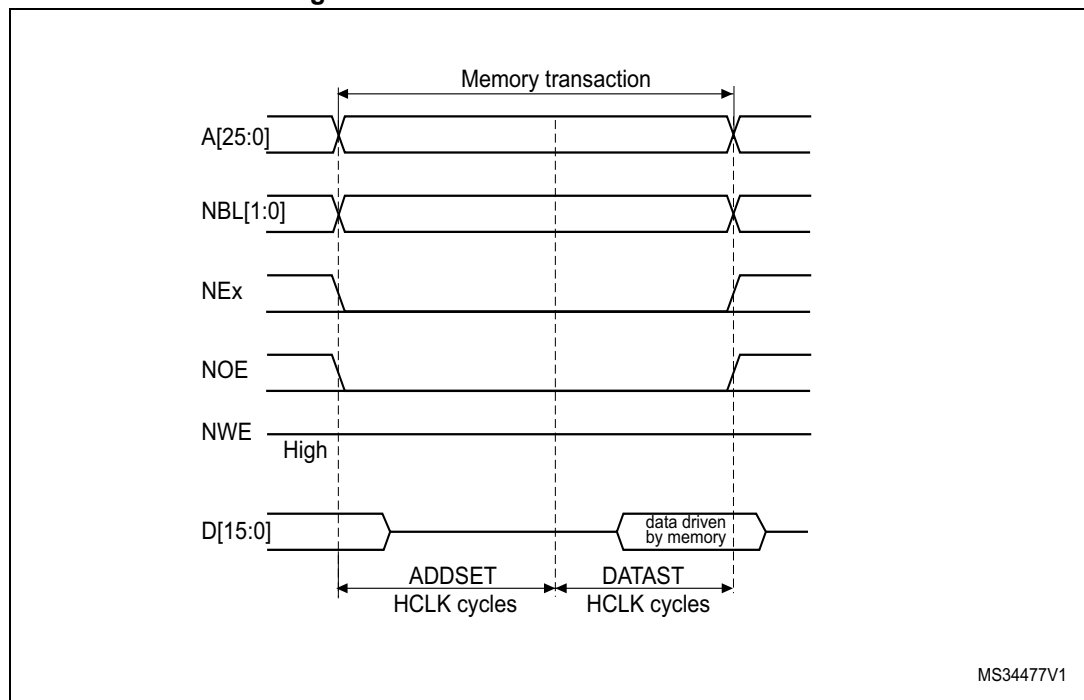 Memory transaction
A[25:0]
NBL[1:0]
NEx
NOE
NWE
High
D[15:0]
data driven
by memory
ADDSET
HCLK cycles
DATAST
HCLK cycles
MS34477V1